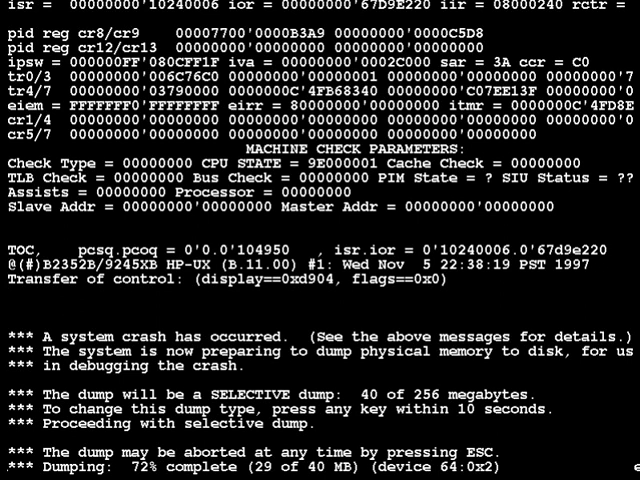 isr =  00000000'10240006 ior = 00000000'67D9E220 iir = 08000240 rctr =
pid reg cr8/cr9    00007700'0000B3A9 00000000'0000C5D8
pid reg cr12/cr13  00000000'00000000 00000000'00000000
ipsw = 000000FF'080CFF1F iva = 00000000'0002C000 sar = 3A ccr = C0
tr0/3  00000000'006C76C0 00000000'00000001 00000000'00000000 00000000'7
tr4/7  00000000'03790000 0000000C'4FB68340 0000000C'C07EE13F 00000000'0
eiem = FFFFFFF0'FFFFFFFF eirr = 80000000'00000000 itmr = 0000000C'4FD8E
cr1/4  00000000'00000000 00000000'00000000 00000000'00000000 00000000'0
cr5/7  00000000'00000000 00000000'00000000 00000000'00000000
MACHINE CHECK PARAMETERS:
Check Type = 00000000 CPU STATE = 9E000001 Cache Check = 00000000
TLB Check = 00000000 Bus Check = 00000000 PIM State = ? SIU Status = ??
Assists = 00000000 Processor = 00000000
Slave Addr = 00000000'00000000 Master Addr = 00000000'00000000
TOC,    pcsq.pcoq = 0'0.0'104950   , isr.ior = 0'10240006.0'67d9e220
@(#)B2352B/9245XB HP-UX (B.11.00) #1: Wed Nov  5 22:38:19 PST 1997
Transfer of control: (display==0xd904, flags==0x0)
*** A system crash has occurred.  (See the above messages for details.)
*** The system is now preparing to dump physical memory to disk, for us
*** in debugging the crash.
*** The dump will be a SELECTIVE dump:  40 of 256 megabytes.
*** To change this dump type, press any key within 10 seconds.
*** Proceeding with selective dump.
*** The dump may be aborted at any time by pressing ESC.
*** Dumping:  72% complete (29 of 40 MB) (device 64:0x2)